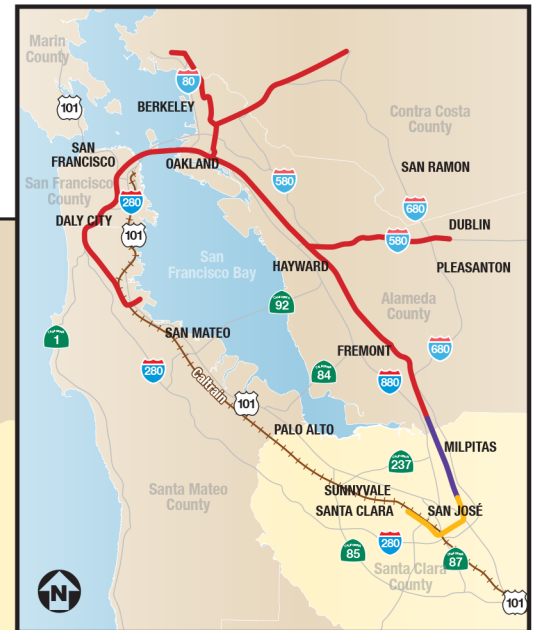 Marin
County
80
101
BERKELEY
Contra Costa
County
SAN
FRANCISCO
OAKLAND
SAN RAMON
580
San Francisco
County
280
680
DALY CITY
DUBLIN
101
580
San
Francisco Bay
HAYWARD
PLEASANTON
92
Alameda
County
1
SAN MATEO
680
FREMONT
84
280
880
Caltrain
101
PALO ALTO
MILPITAS
237
Santa Mateo
County
SUNNYVALE
SANTA CLARA
SAN JOSÉ
280
85
87
Santa Clara
County
N
101